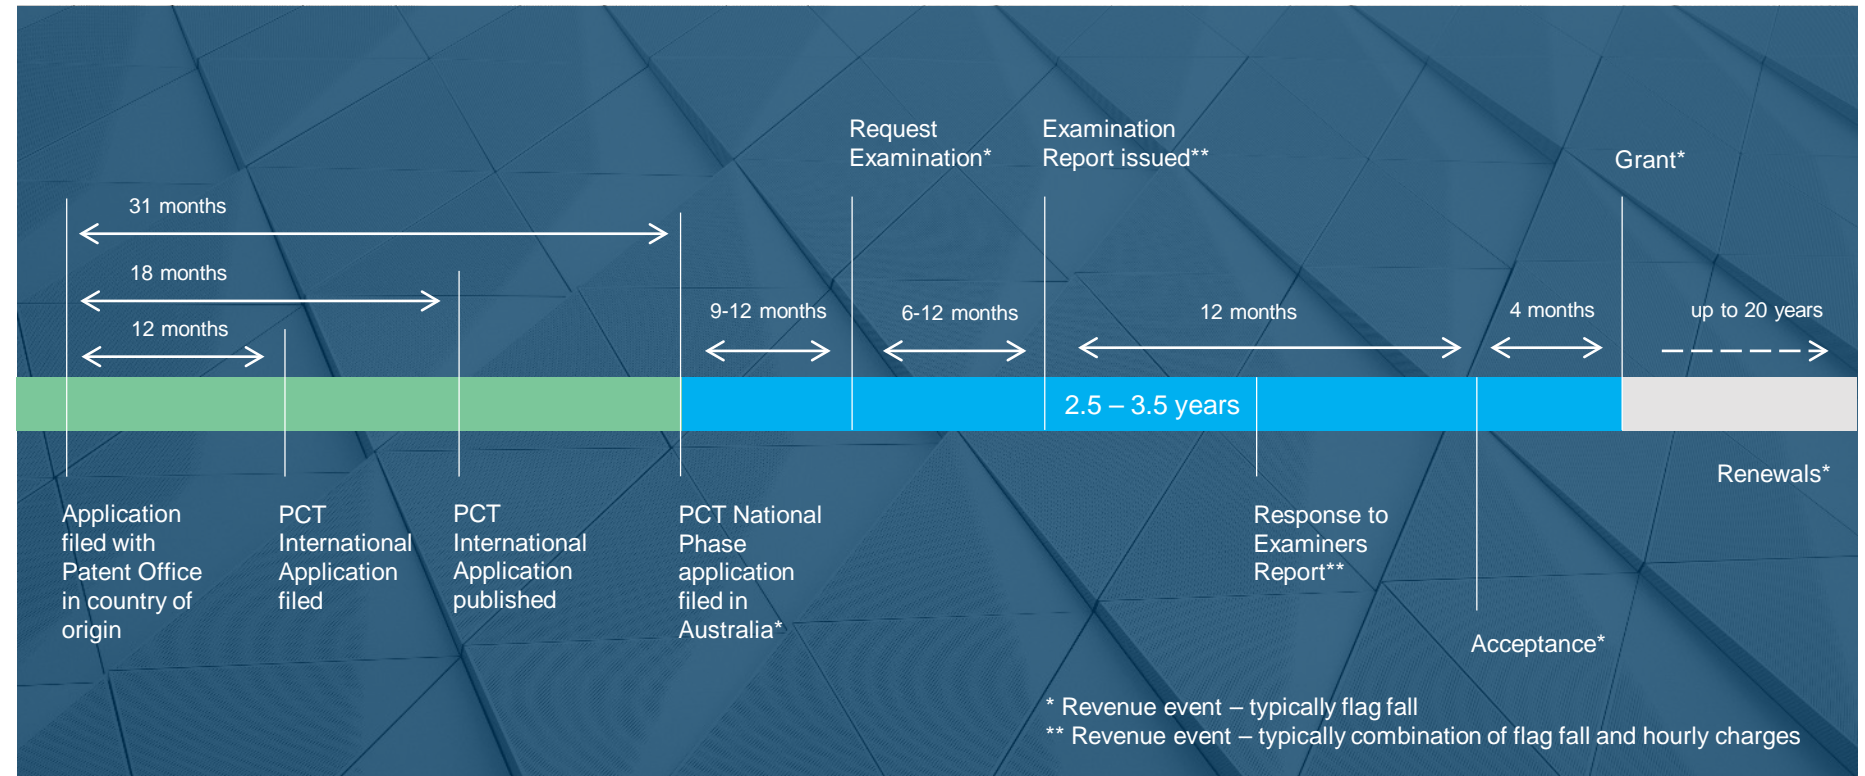 Request
Examination*
Examination
Report issued**
Grant*
31 months
18 months
12 months
9-12 months
6-12 months
12 months
4 months
up to 20 years
2.5 – 3.5 years
Application
filed with
Patent Office
in country of
origin
PCT
International
Application
filed
PCT
International
Application
published
PCT National
Phase
application
filed in
Australia*
Response to
Examiners
Report**
Acceptance*
Renewals*
* Revenue event – typically flag fall
** Revenue event – typically combination of flag fall and hourly charges